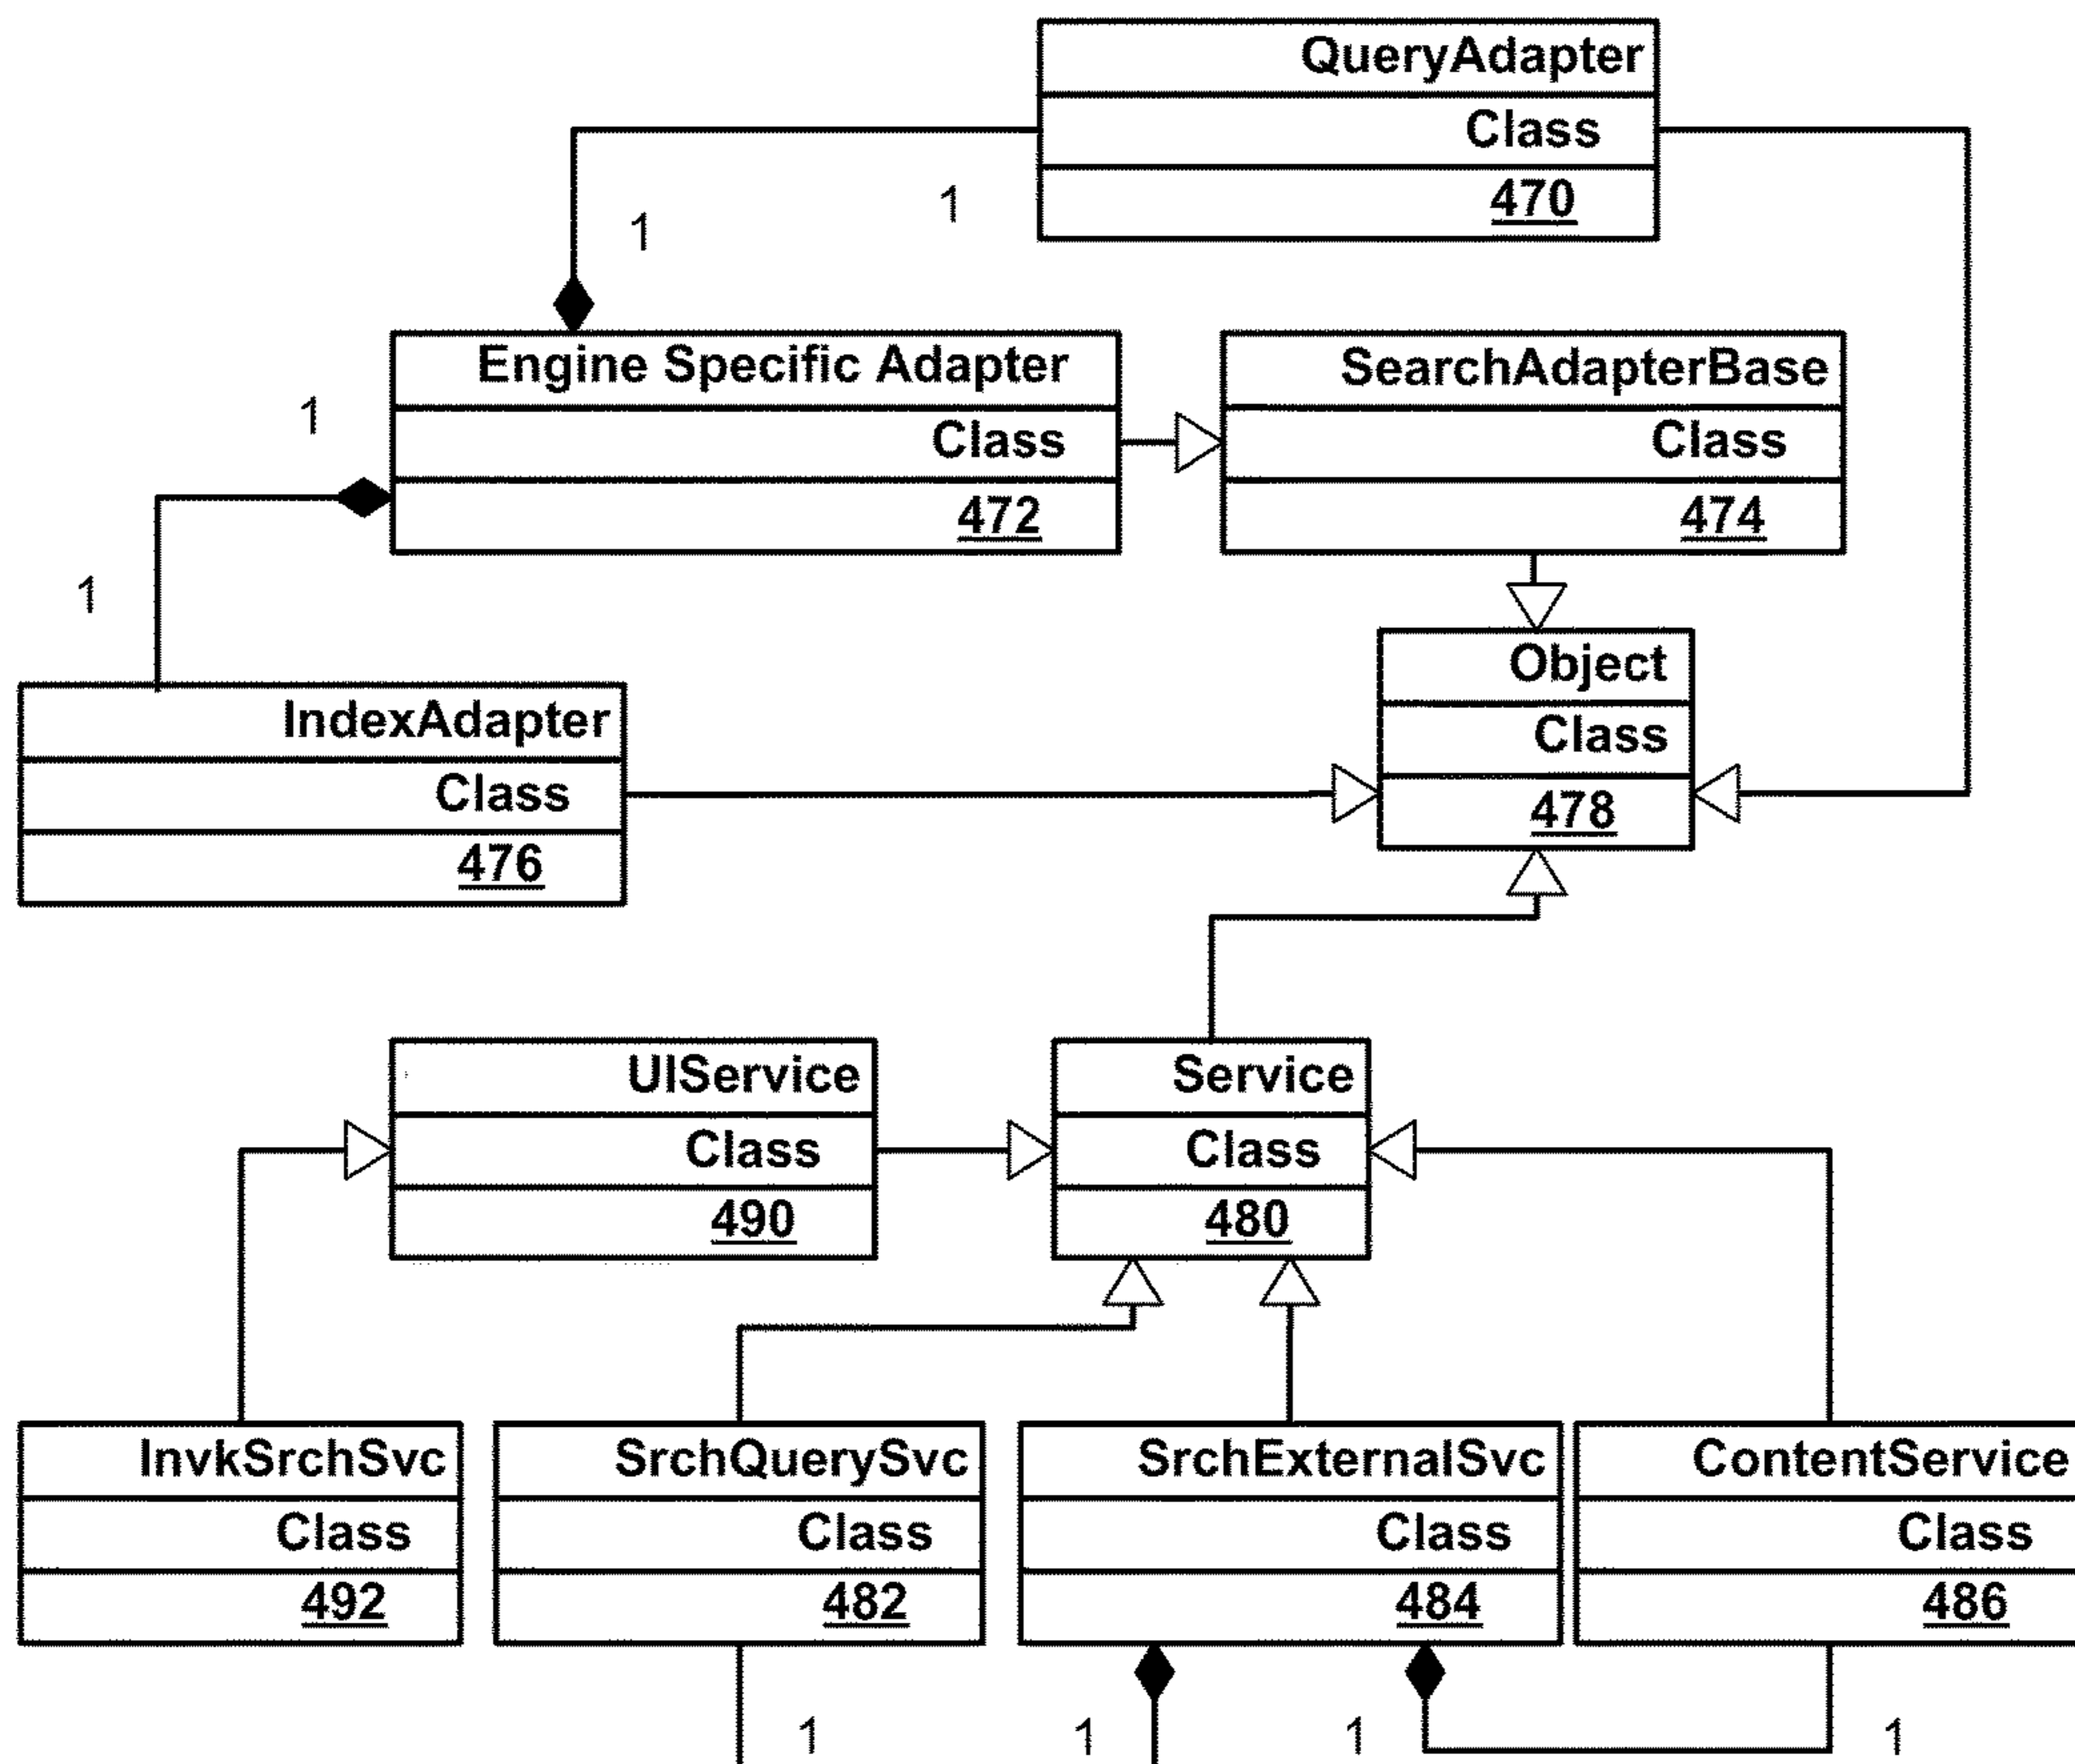 QueryAdapter
Class
470
1
1
Engine Specific Adapter
Class
472
SearchAdapterBase
Class
474
1
1
IndexAdapter
Class
476
Object
Class
478
UIService
Class
490
Service
Class
480
InvkSrchSvc
Class
492
SrchQuerySvc
Class
482
SrchExternalSvc
Class
484
ContentService
Class
486
1
1
1
1